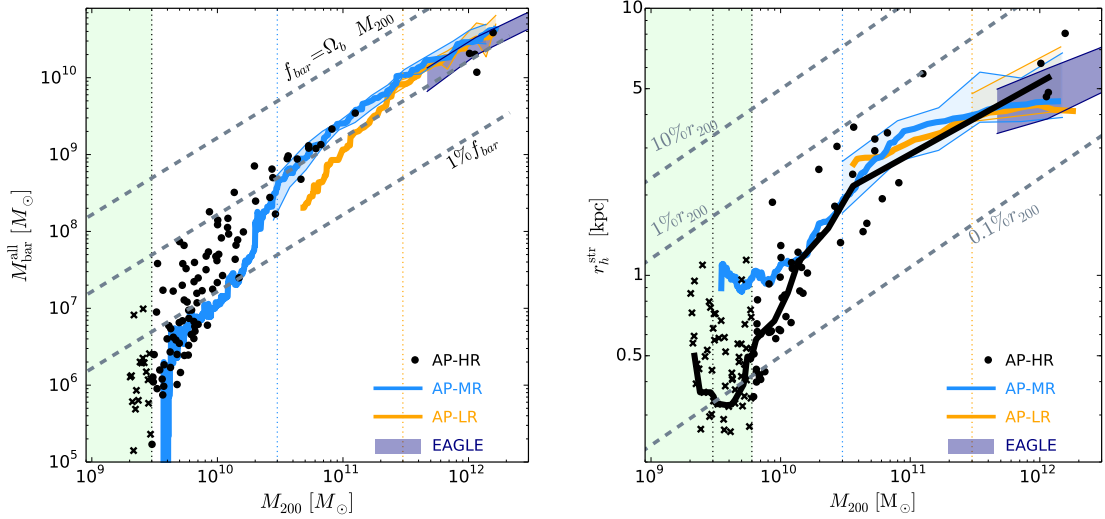 10^10
10^9
10^8
10^7
10^6
10^5
M_bar^all [M_⊙]
f_bar=Ω_b M_200
1%f_bar
AP-HR
AP-MR
AP-LR
EAGLE
10^9 10^10 10^11 10^12
M_200 [M_⊙]
10
5
1
0.5
r_h^str [kpc]
10%r_200
1%r_200
0.1%r_200
AP-HR
AP-MR
AP-LR
EAGLE
10^9 10^10 10^11 10^12
M_200 [M_⊙]